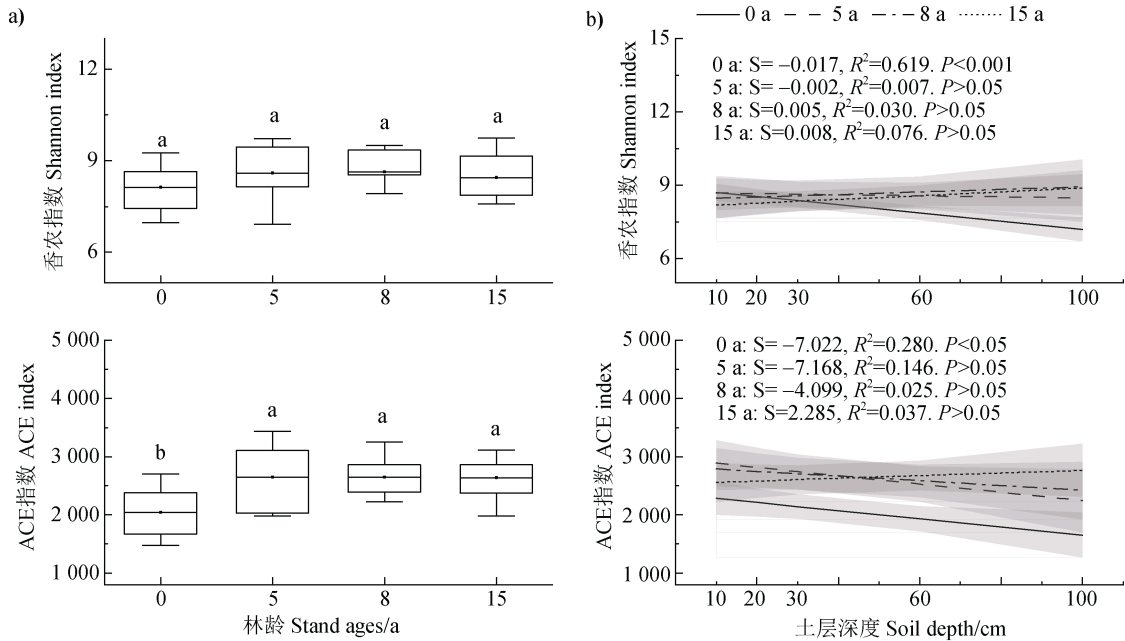 a)
香农指数 Shannon index
12
9
6
a
a
a
a
0
5
8
15
ACE指数 ACE index
5 000
4 000
3 000
2 000
1 000
b
a
a
a
0
5
8
15
林龄 Stand ages/a
b)
0 a 5 a 8 a 15 a
香农指数 Shannon index
15
12
9
6
0 a: S= –0.017, R²=0.619. P<0.001
5 a: S= –0.002, R²=0.007. P>0.05
8 a: S=0.005, R²=0.030. P>0.05
15 a: S=0.008, R²=0.076. P>0.05
10 20 30 60 100
ACE指数 ACE index
5 000
4 000
3 000
2 000
1 000
0 a: S= –7.022, R²=0.280. P<0.05
5 a: S= –7.168, R²=0.146. P>0.05
8 a: S= –4.099, R²=0.025. P>0.05
15 a: S=2.285, R²=0.037. P>0.05
10 20 30 60 100
土层深度 Soil depth/cm